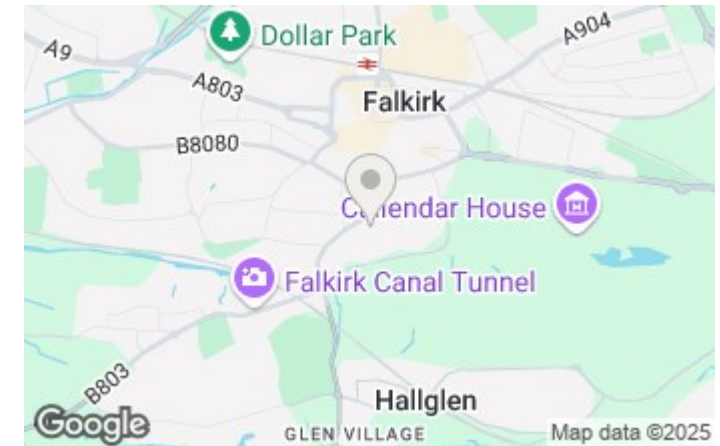 Dollar Park
A904
A9
A803
Falkirk
B8080
Callendar House
Falkirk Canal Tunnel
B803
Hallglen
Google
GLEN VILLAGE
Map data ©2025